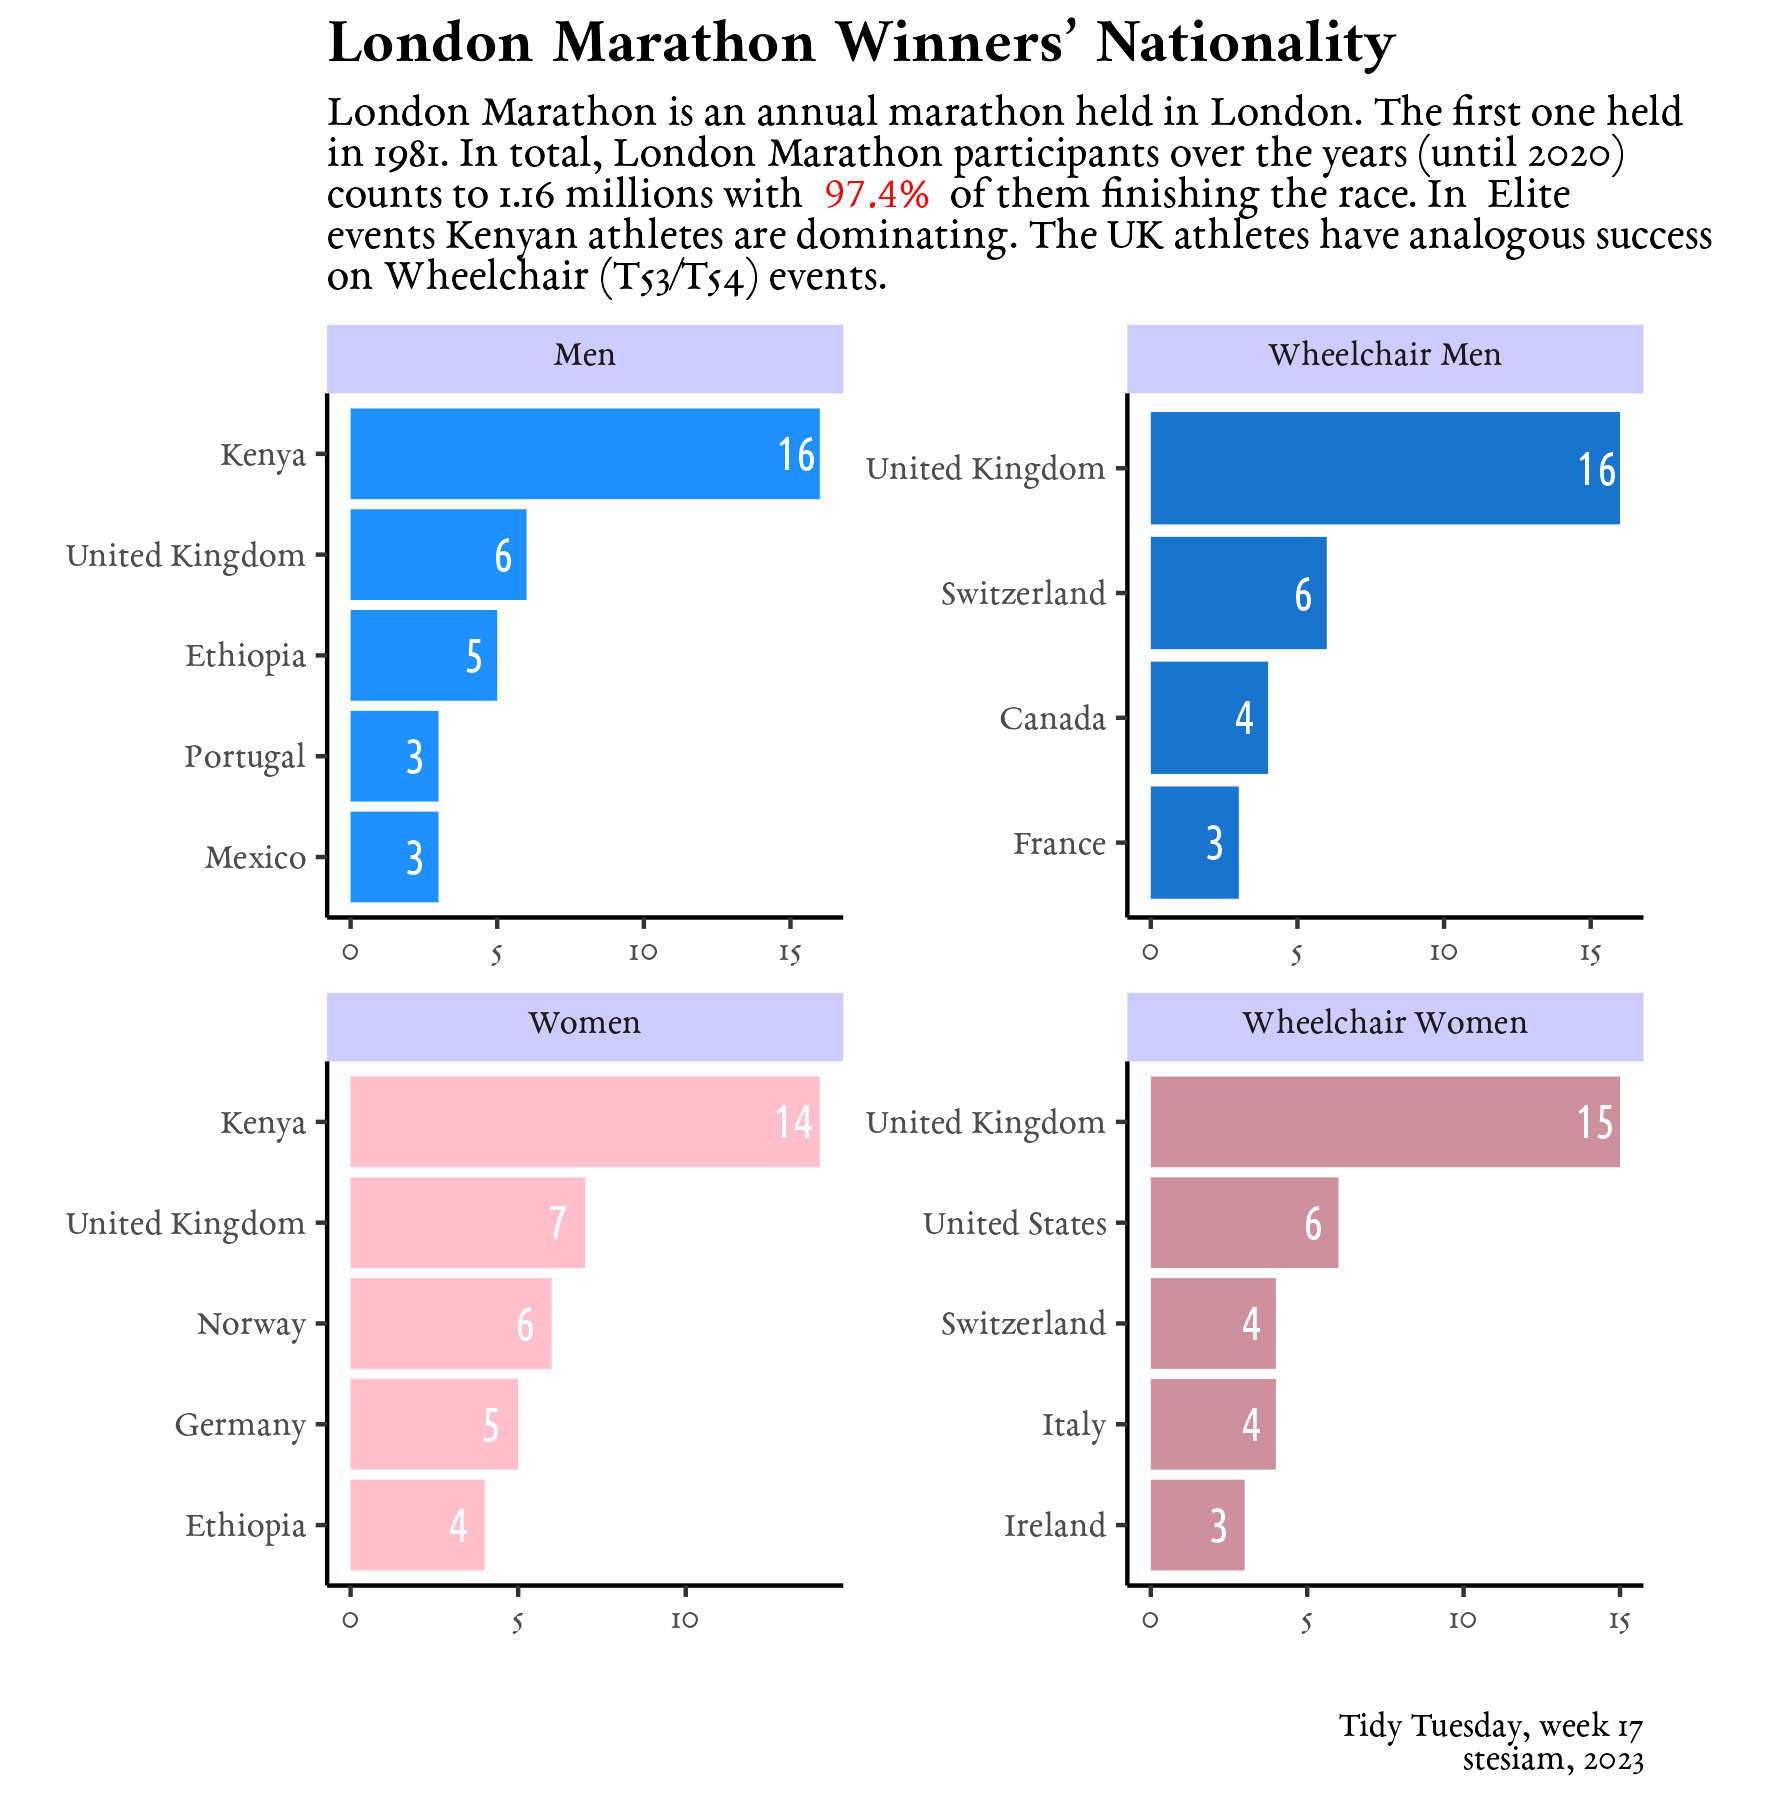 London Marathon Winners’ Nationality
London Marathon is an annual marathon held in London. The first one held
in 1981. In total, London Marathon participants over the years (until 2020)
counts to 1.16 millions with 97.4% of them finishing the race. In Elite
events Kenyan athletes are dominating. The UK athletes have analogous success
on Wheelchair (T53/T54) events.
Men
Kenya 16
United Kingdom 6
Ethiopia 5
Portugal 3
Mexico 3
0 5 10 15
Wheelchair Men
United Kingdom 16
Switzerland 6
Canada 4
France 3
0 5 10 15
Women
Kenya 14
United Kingdom 7
Norway 6
Germany 5
Ethiopia 4
0 5 10
Wheelchair Women
United Kingdom 15
United States 6
Switzerland 4
Italy 4
Ireland 3
0 5 10 15
Tidy Tuesday, week 17
stesiam, 2023